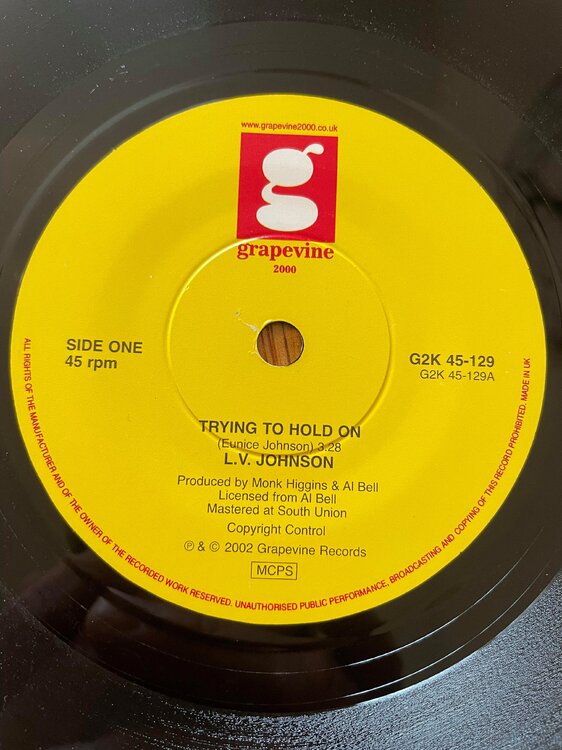 www.grapevine2000.co.uk
g
grapevine
2000
SIDE ONE
45 rpm
G2K 45-129
G2K 45-129A
TRYING TO HOLD ON
(Eunice Johnson) 3.28
L.V. JOHNSON
Produced by Monk Higgins & Al Bell
Licensed from Al Bell
Mastered at South Union
Copyright Control
℗ & © 2002 Grapevine Records
MCPS
ALL RIGHTS OF THE MANUFACTURER AND OF THE OWNER OF THE RECORDED WORK RESERVED. UNAUTHORISED PUBLIC PERFORMANCE, BROADCASTING AND COPYING OF THIS RECORD PROHIBITED. MADE IN UK